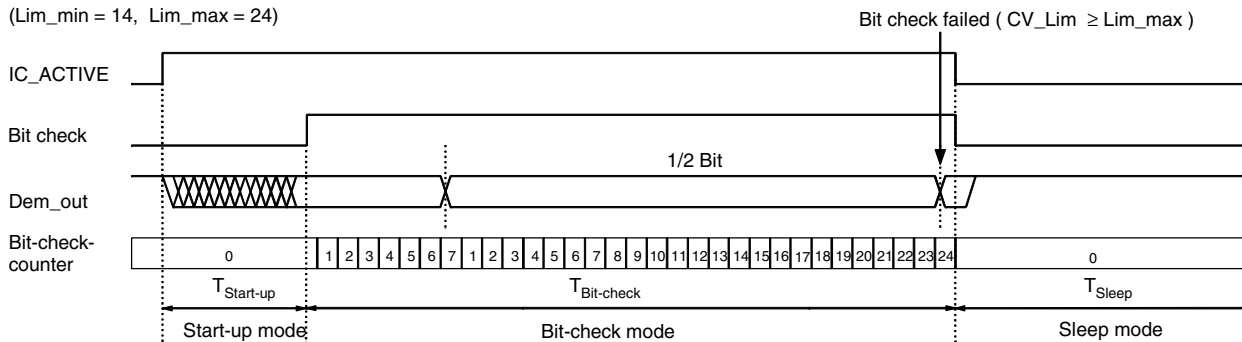 (Lim_min = 14, Lim_max = 24)
Bit check failed ( CV_Lim ≥ Lim_max )
IC_ACTIVE
Bit check
1/2 Bit
Dem_out
Bit-check-
counter
0 1 2 3 4 5 6 7 1 2 3 4 5 6 7 8 9 10 11 12 13 14 15 16 17 18 19 20 21 22 23 24 0
TStart-up TBit-check TSleep
Start-up mode Bit-check mode Sleep mode